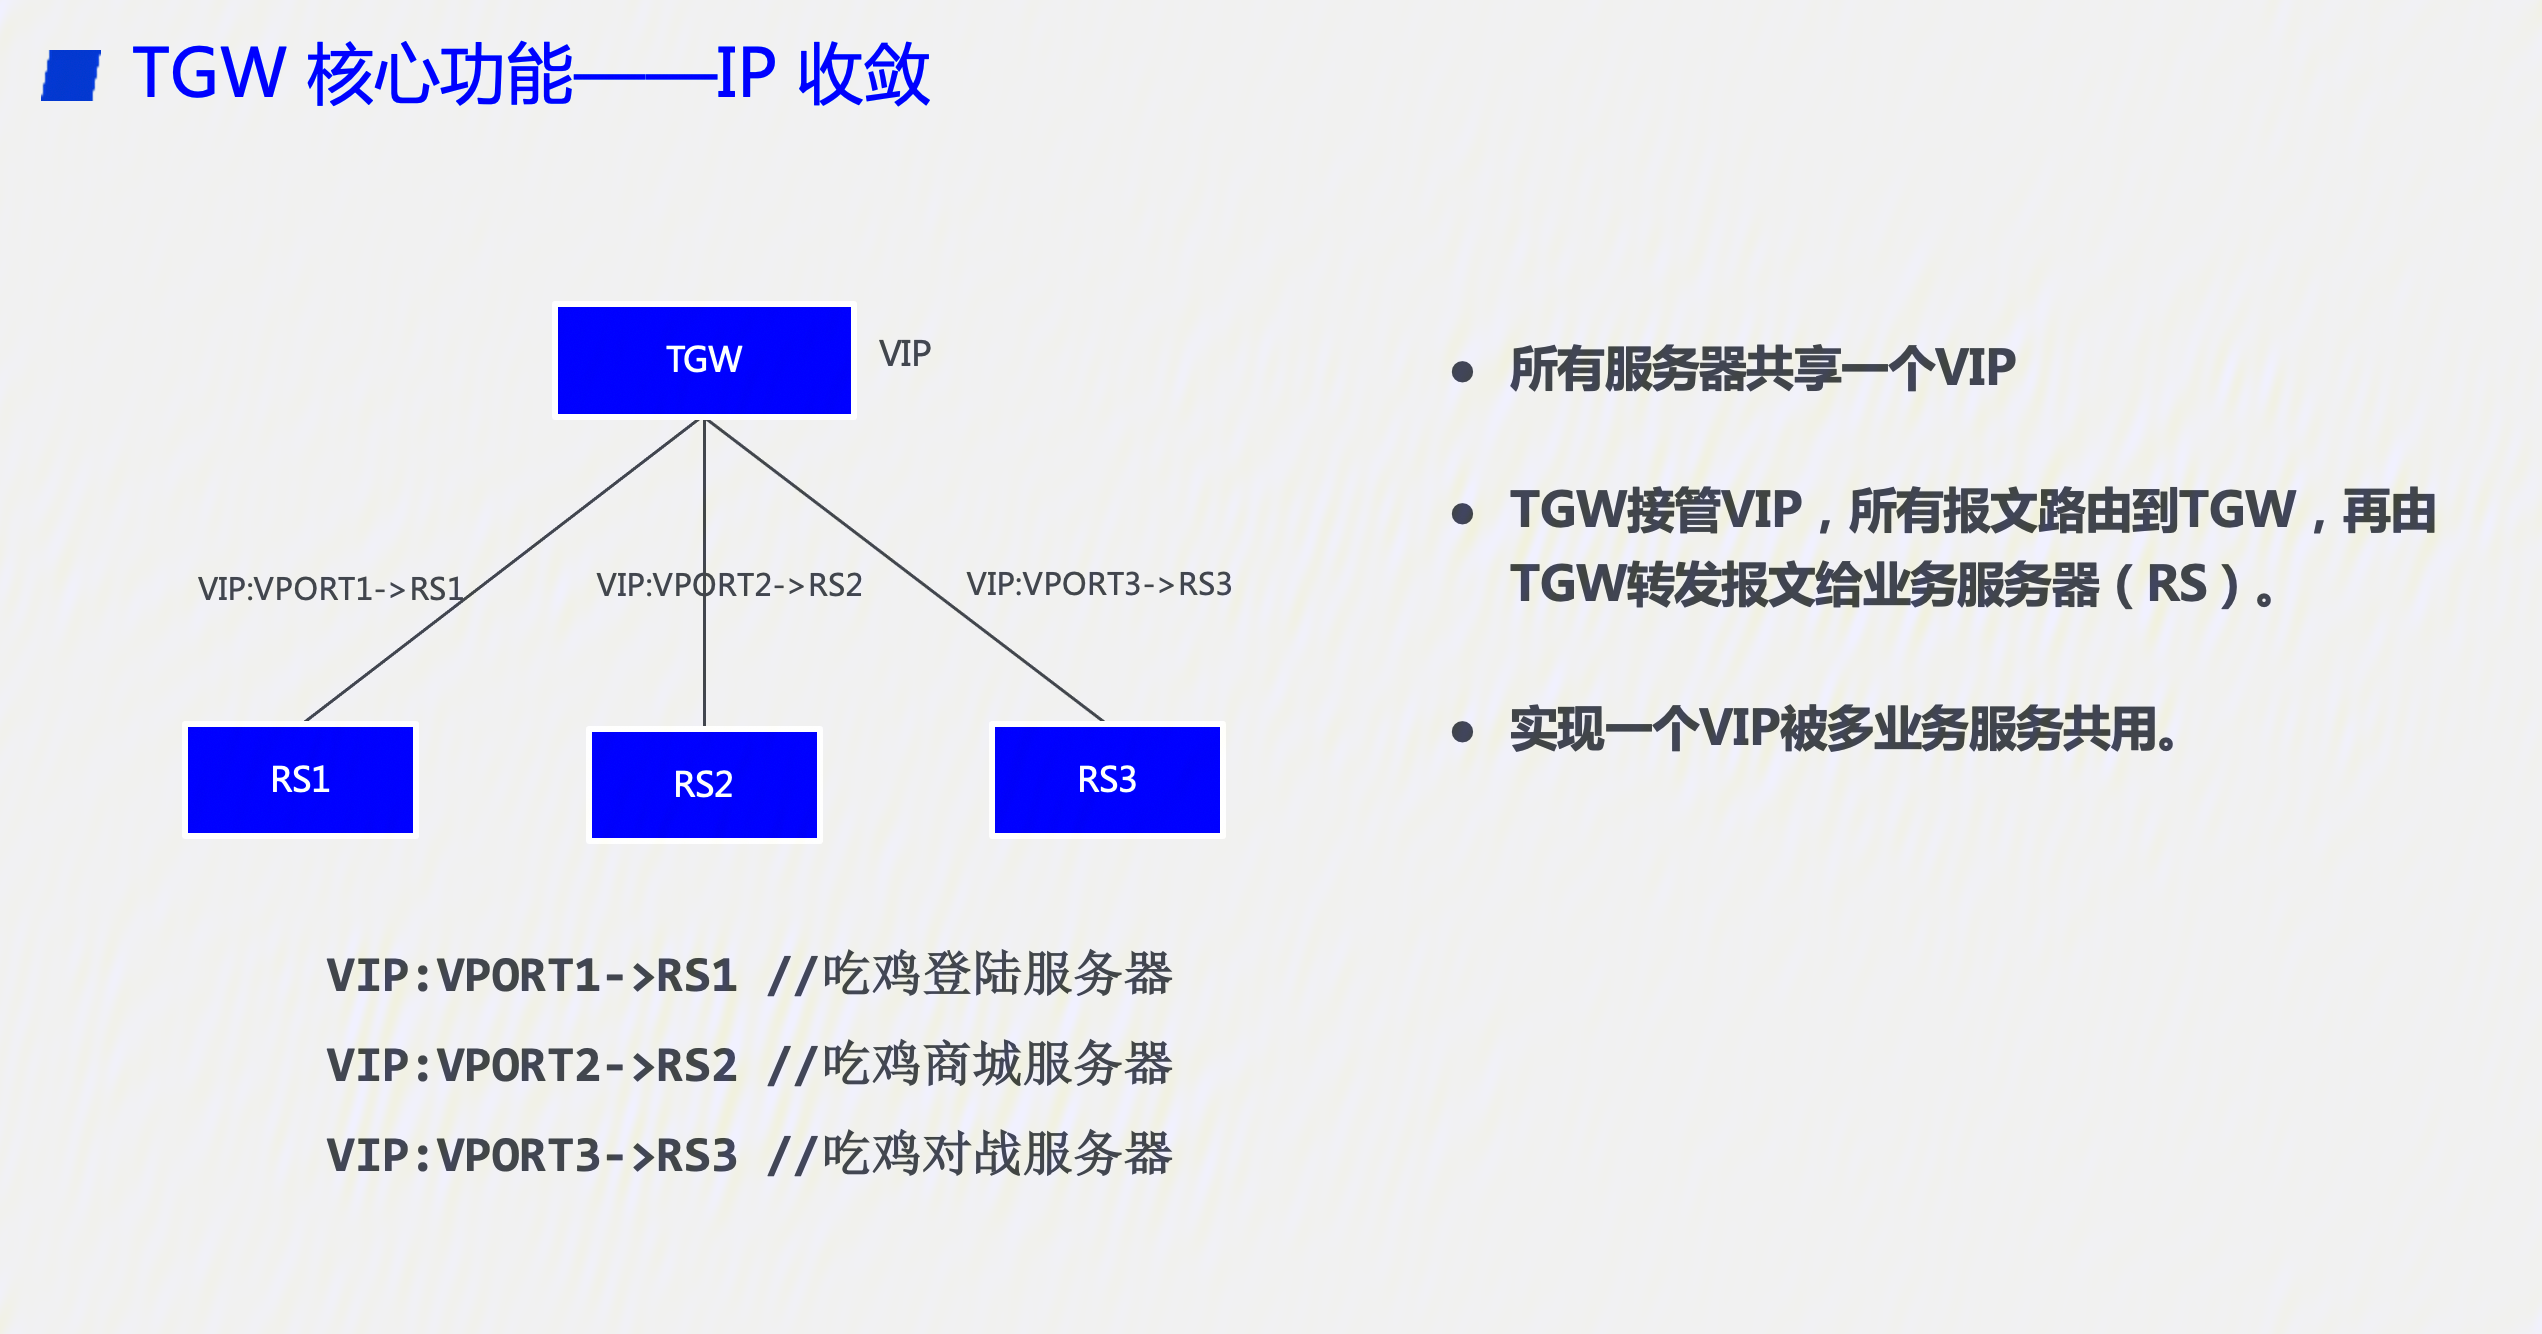 TGW 核心功能——IP 收敛
TGW
VIP
VIP:VPORT1->RS1
VIP:VPORT2->RS2
VIP:VPORT3->RS3
RS1
RS2
RS3
VIP:VPORT1->RS1 //吃鸡登陆服务器
VIP:VPORT2->RS2 //吃鸡商城服务器
VIP:VPORT3->RS3 //吃鸡对战服务器
● 所有服务器共享一个VIP
● TGW接管VIP，所有报文路由到TGW，再由
TGW转发报文给业务服务器（RS）。
● 实现一个VIP被多业务服务共用。